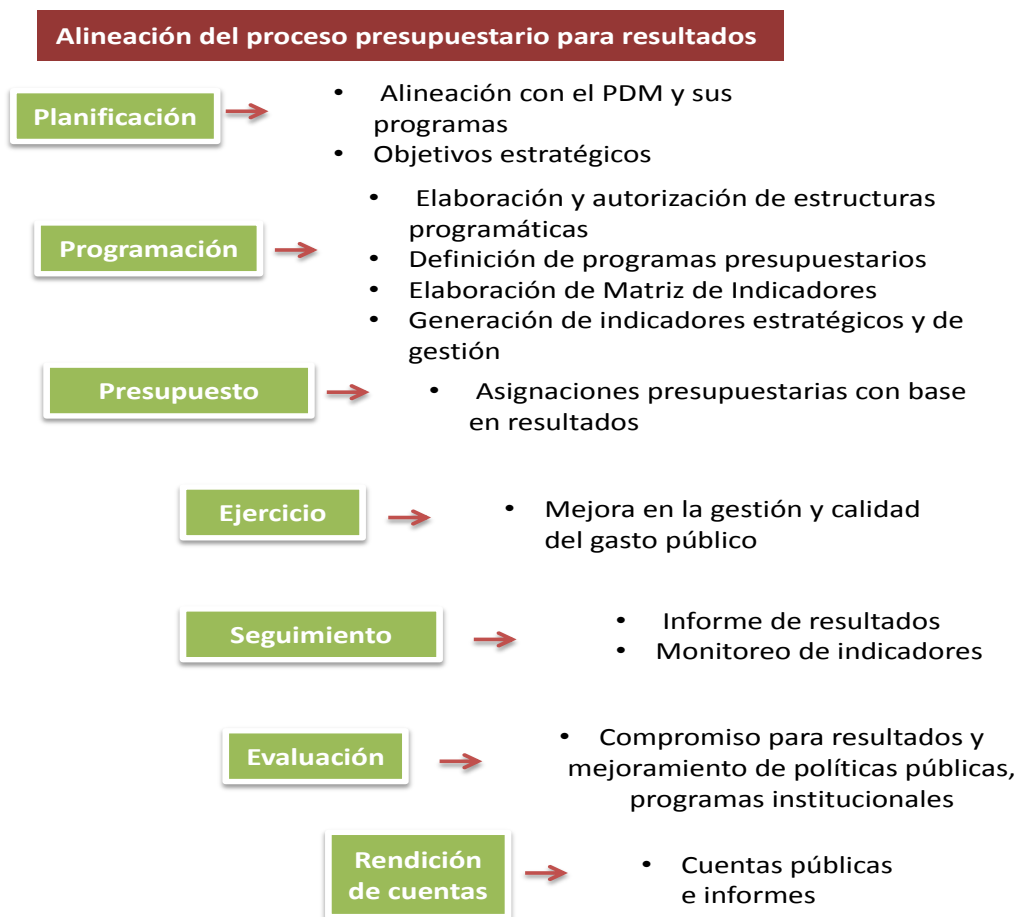 Alineación del proceso presupuestario para resultados
Planificación
• Alineación con el PDM y sus
programas
• Objetivos estratégicos
Programación
• Elaboración y autorización de estructuras
programáticas
• Definición de programas presupuestarios
• Elaboración de Matriz de Indicadores
• Generación de indicadores estratégicos y de
gestión
Presupuesto
• Asignaciones presupuestarias con base
en resultados
Ejercicio
• Mejora en la gestión y calidad
del gasto público
Seguimiento
• Informe de resultados
• Monitoreo de indicadores
Evaluación
• Compromiso para resultados y
mejoramiento de políticas públicas,
programas institucionales
Rendición
de cuentas
• Cuentas públicas
e informes